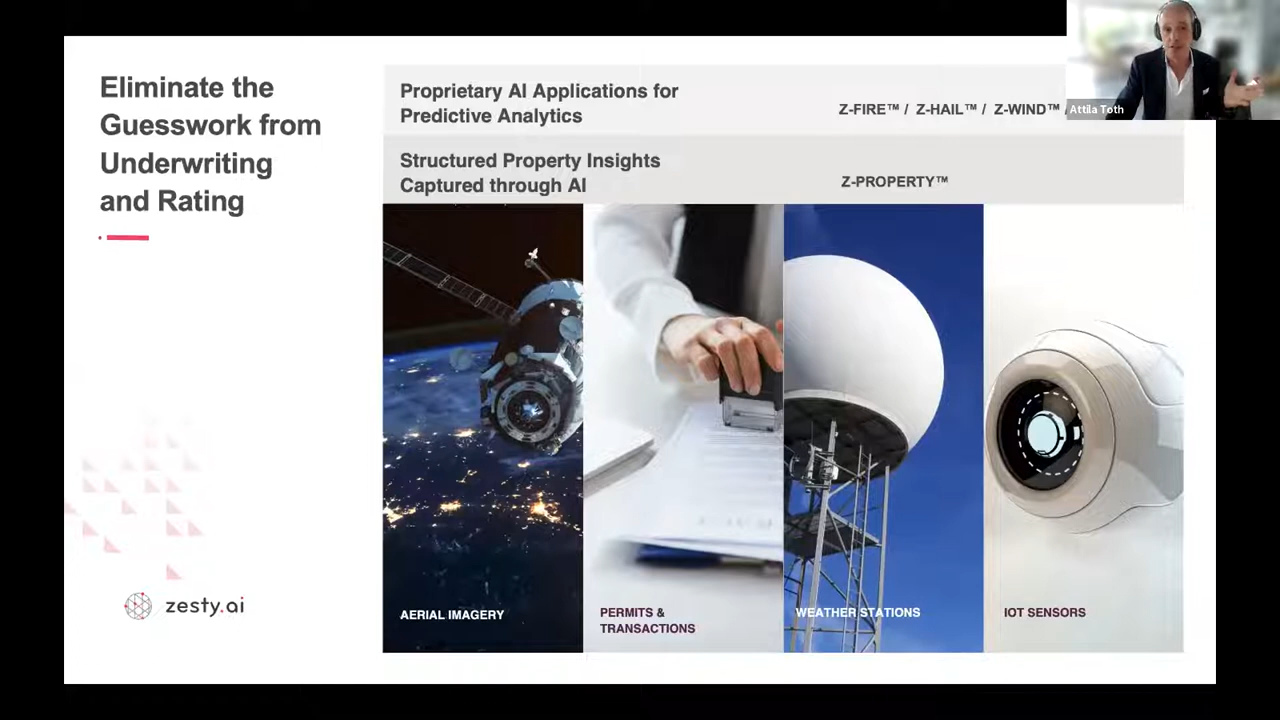 Eliminate the
Guesswork from
Underwriting
and Rating
Proprietary AI Applications for
Predictive Analytics
Z-FIRE™ / Z-HAIL™ / Z-WIND™ /
Attila Toth
Structured Property Insights
Captured through AI
Z-PROPERTY™
AERIAL IMAGERY
PERMITS &
TRANSACTIONS
WEATHER STATIONS
IOT SENSORS
zesty.ai